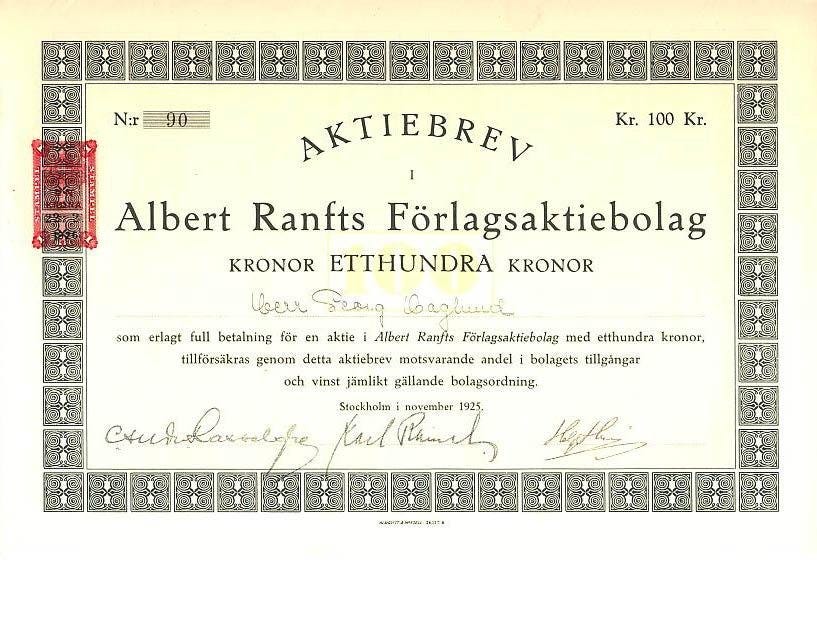 N:r 90
Kr. 100 Kr.
AKTIEBREV
I
Albert Ranfts Förlagsaktiebolag
100
KRONOR ETTHUNDRA KRONOR
Herr Georg Haglund
som erlagt full betalning för en aktie i Albert Ranfts Förlagsaktiebolag med etthundra kronor,
tillförsäkras genom detta aktiebrev motsvarande andel i bolagets tillgångar
och vinst jämlikt gällande bolagsordning.
Stockholm i november 1925.
Karl